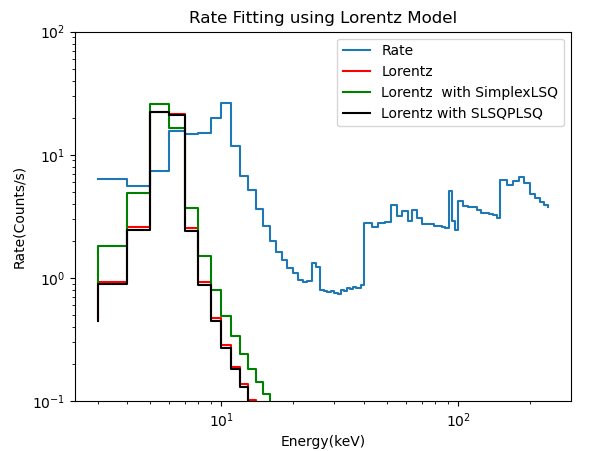 Rate Fitting using Lorentz Model
Rate
Lorentz
Lorentz  with SimplexLSQ
Lorentz with SLSQPLSQ
10²
10¹
10⁰
10⁻¹
Rate(Counts/s)
10¹
10²
Energy(keV)